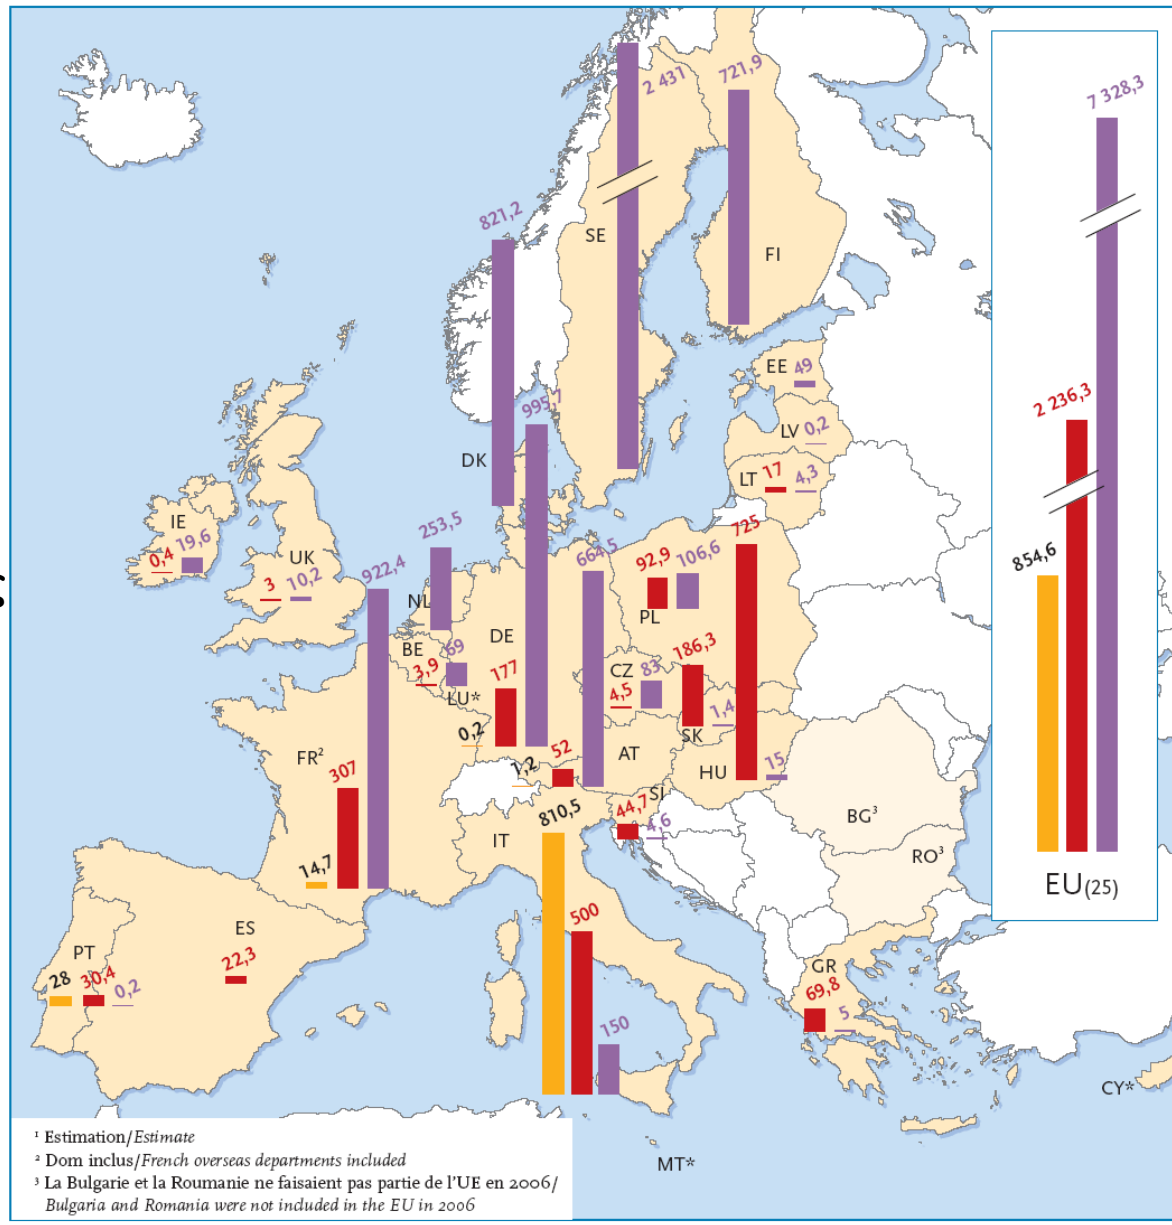 2 431
721,9
7 328,3
821,2
SE
FI
EE 49
995,7
LV 0,2
DK
LT 17 4,3
2 236,3
IE
0,4 19,6
UK
3 10,2
253,5
922,4
664,5
92,9 106,6
725
854,6
NL
PL
DE
BE
3,9 69
LU*
177
CZ
4,5 83
186,3
1,4
SK
0,2
1,2
52
AT
HU 15
FR²
307
SI
44,7 4,6
810,5
IT
BG³
RO³
EU(25)
14,7
500
ES
22,3
PT
28 30,4 0,2
GR
69,8 5
150
CY*
MT*
¹ Estimation/Estimate
² Dom inclus/French overseas departments included
³ La Bulgarie et la Roumanie ne faisaient pas partie de l'UE en 2006/
Bulgaria and Romania were not included in the EU in 2006